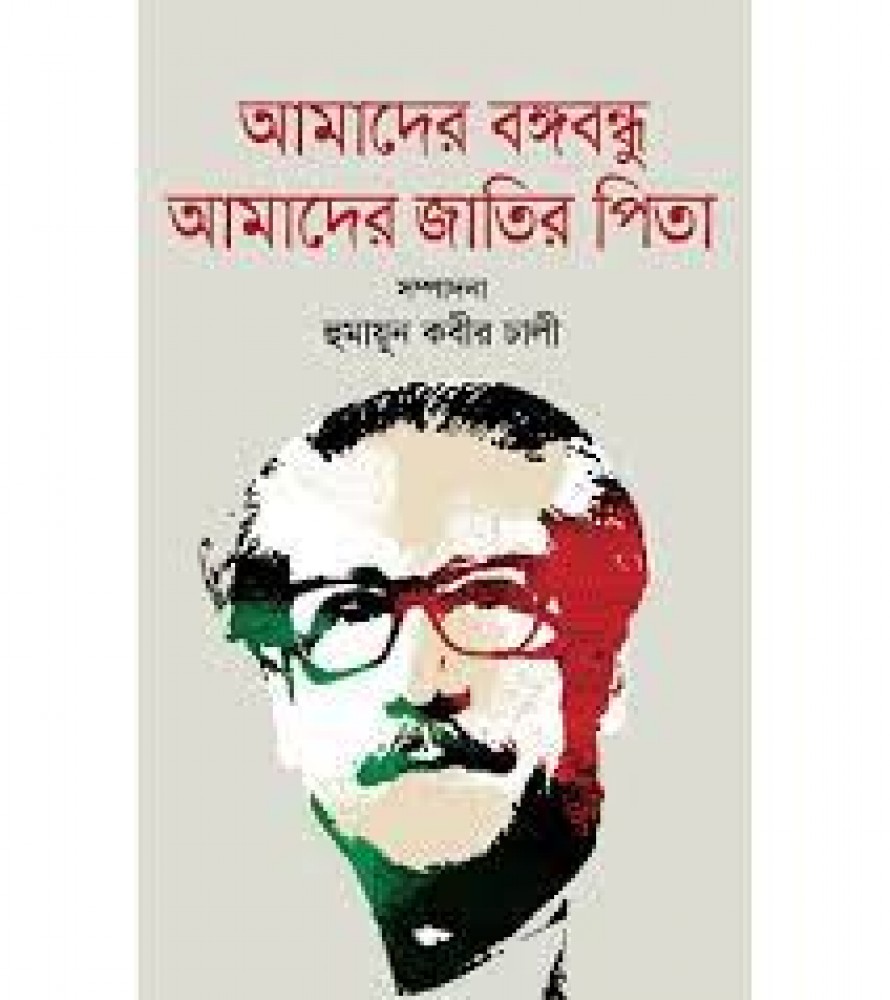 আমাদের বঙ্গবন্ধু
আমাদের জাতির পিতা
সম্পাদনা
হুমায়ূন কবীর ঢালী